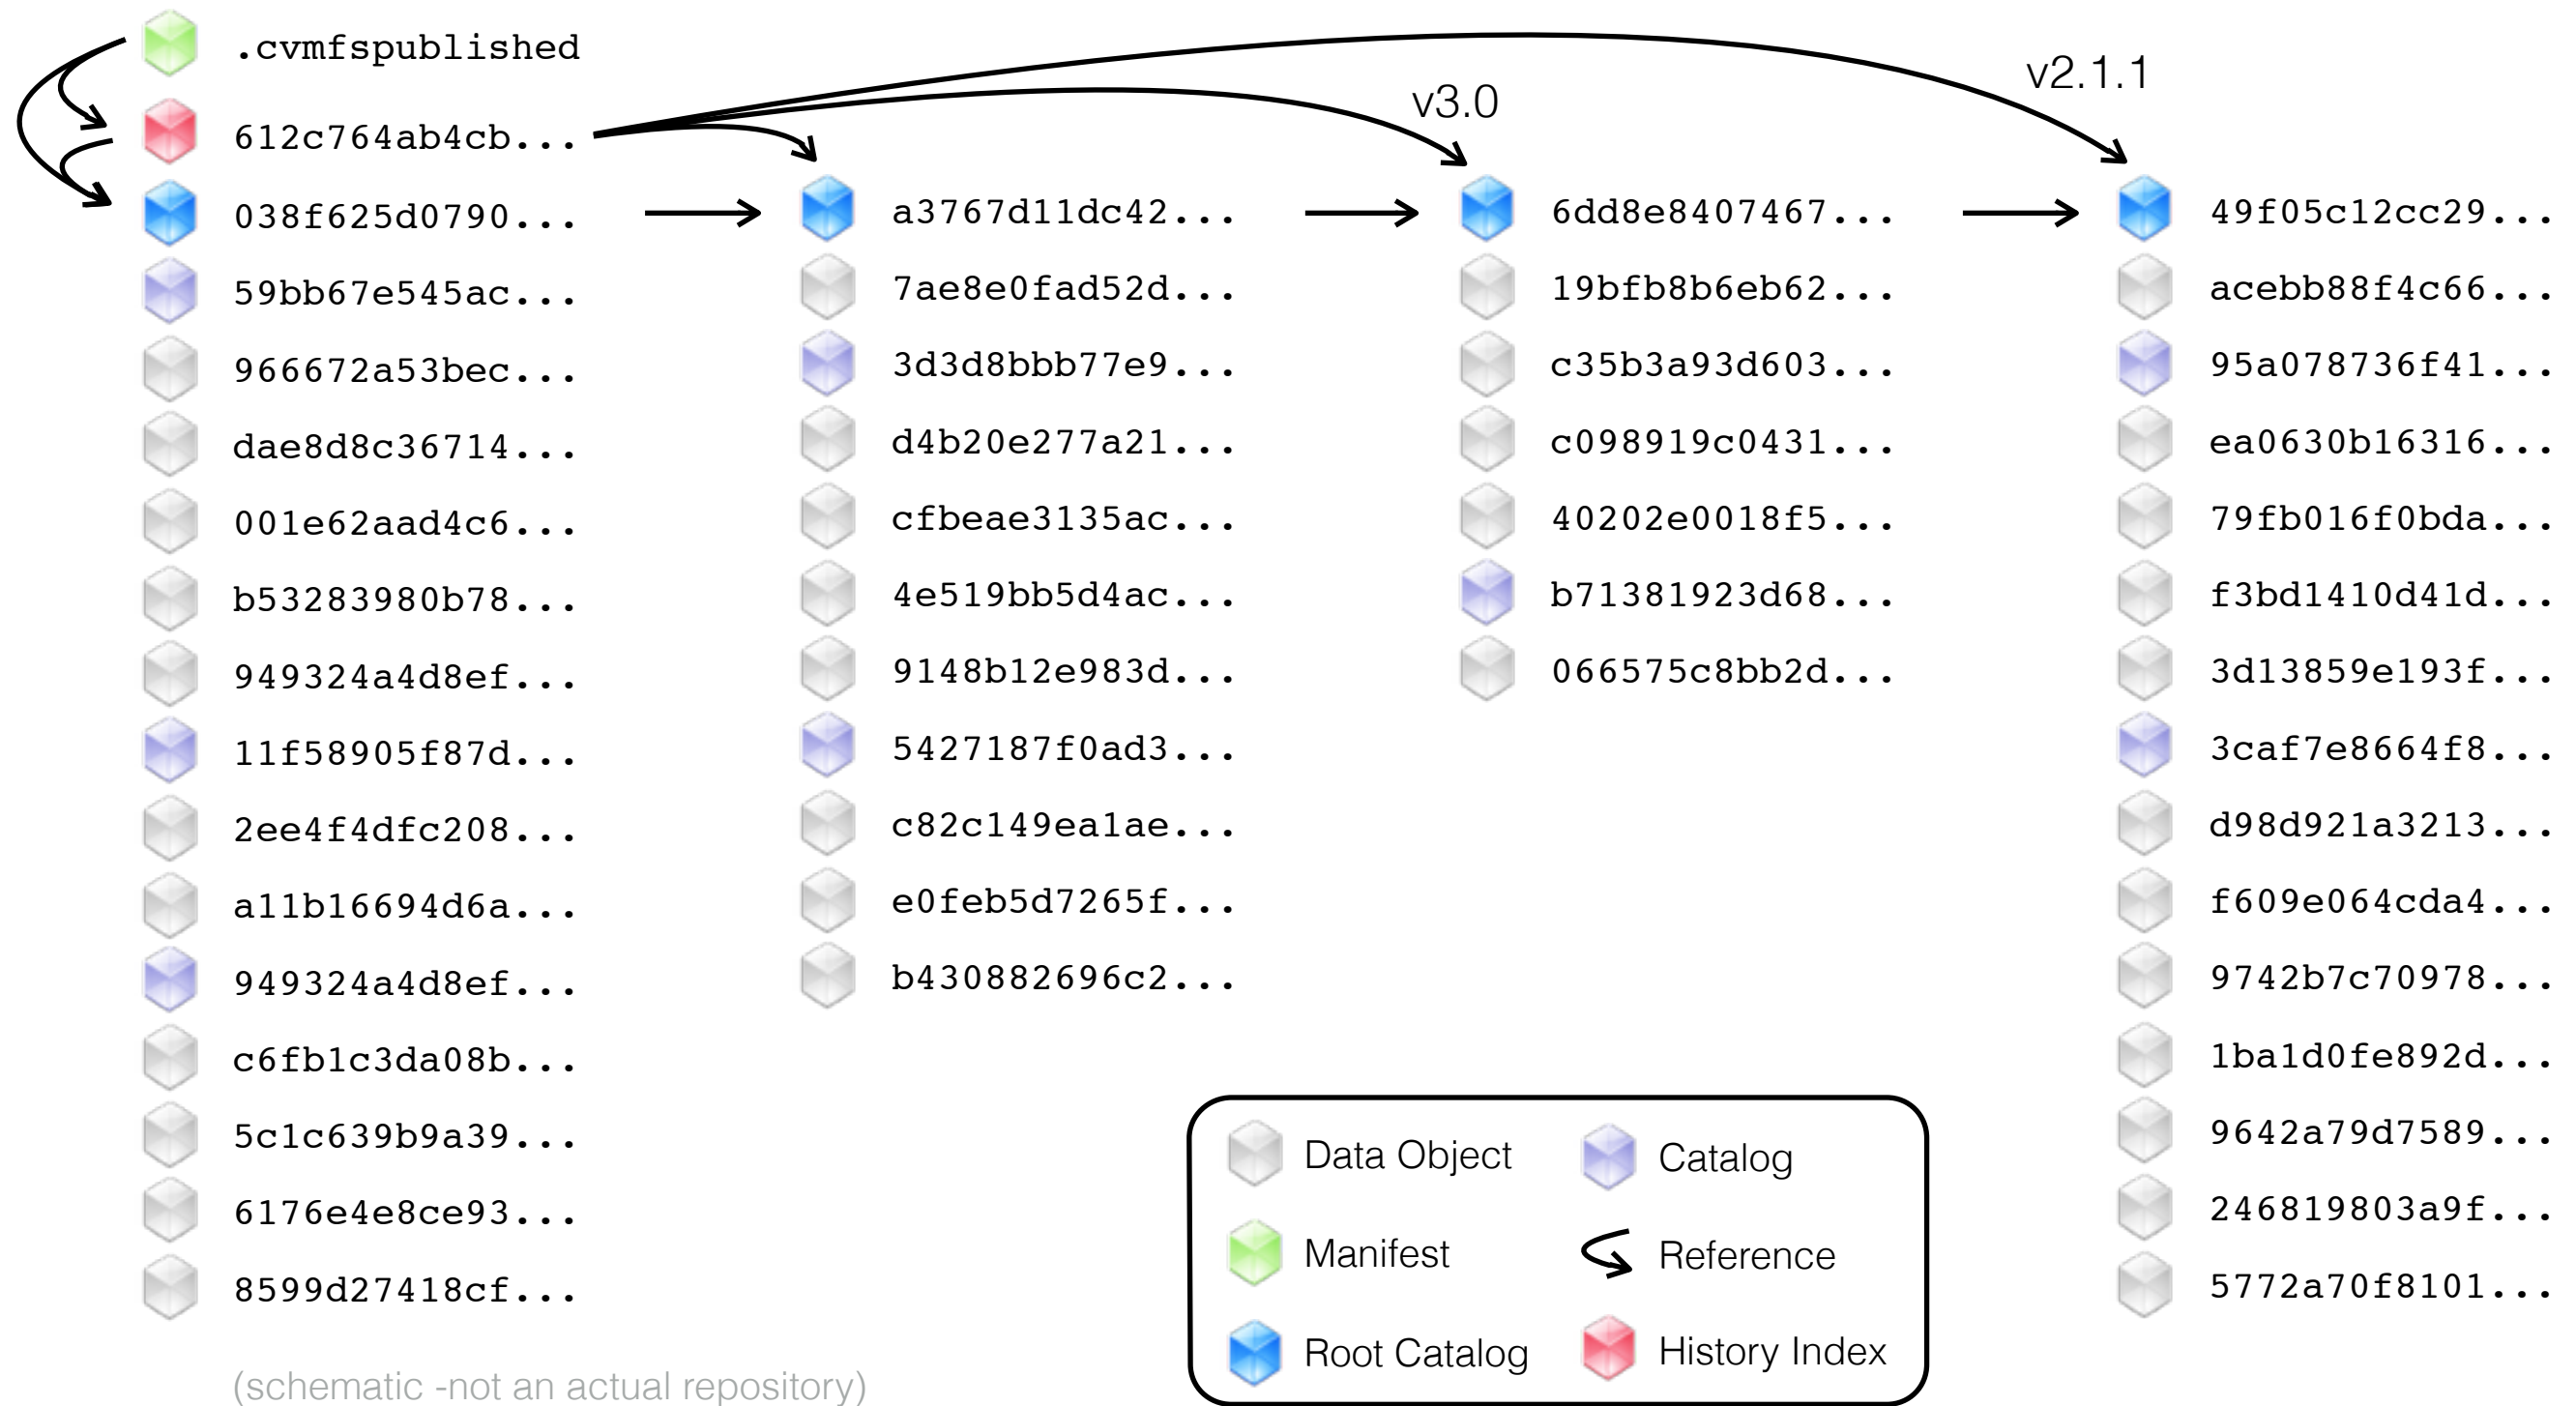 .cvmfspublished
612c764ab4cb...
038f625d0790...
59bb67e545ac...
966672a53bec...
dae8d8c36714...
001e62aad4c6...
b53283980b78...
949324a4d8ef...
11f58905f87d...
2ee4f4dfc208...
a11b16694d6a...
949324a4d8ef...
c6fb1c3da08b...
5c1c639b9a39...
6176e4e8ce93...
8599d27418cf...
(schematic -not an actual repository)
a3767d11dc42...
7ae8e0fad52d...
3d3d8bbb77e9...
d4b20e277a21...
cfbeae3135ac...
4e519bb5d4ac...
9148b12e983d...
5427187f0ad3...
c82c149ea1ae...
e0feb5d7265f...
b430882696c2...
v3.0
6dd8e8407467...
19bfb8b6eb62...
c35b3a93d603...
c098919c0431...
40202e0018f5...
b71381923d68...
066575c8bb2d...
v2.1.1
49f05c12cc29...
acebb88f4c66...
95a078736f41...
ea0630b16316...
79fb016f0bda...
f3bd1410d41d...
3d13859e193f...
3caf7e8664f8...
d98d921a3213...
f609e064cda4...
9742b7c70978...
1ba1d0fe892d...
9642a79d7589...
246819803a9f...
5772a70f8101...
Data Object
Catalog
Manifest
Reference
Root Catalog
History Index